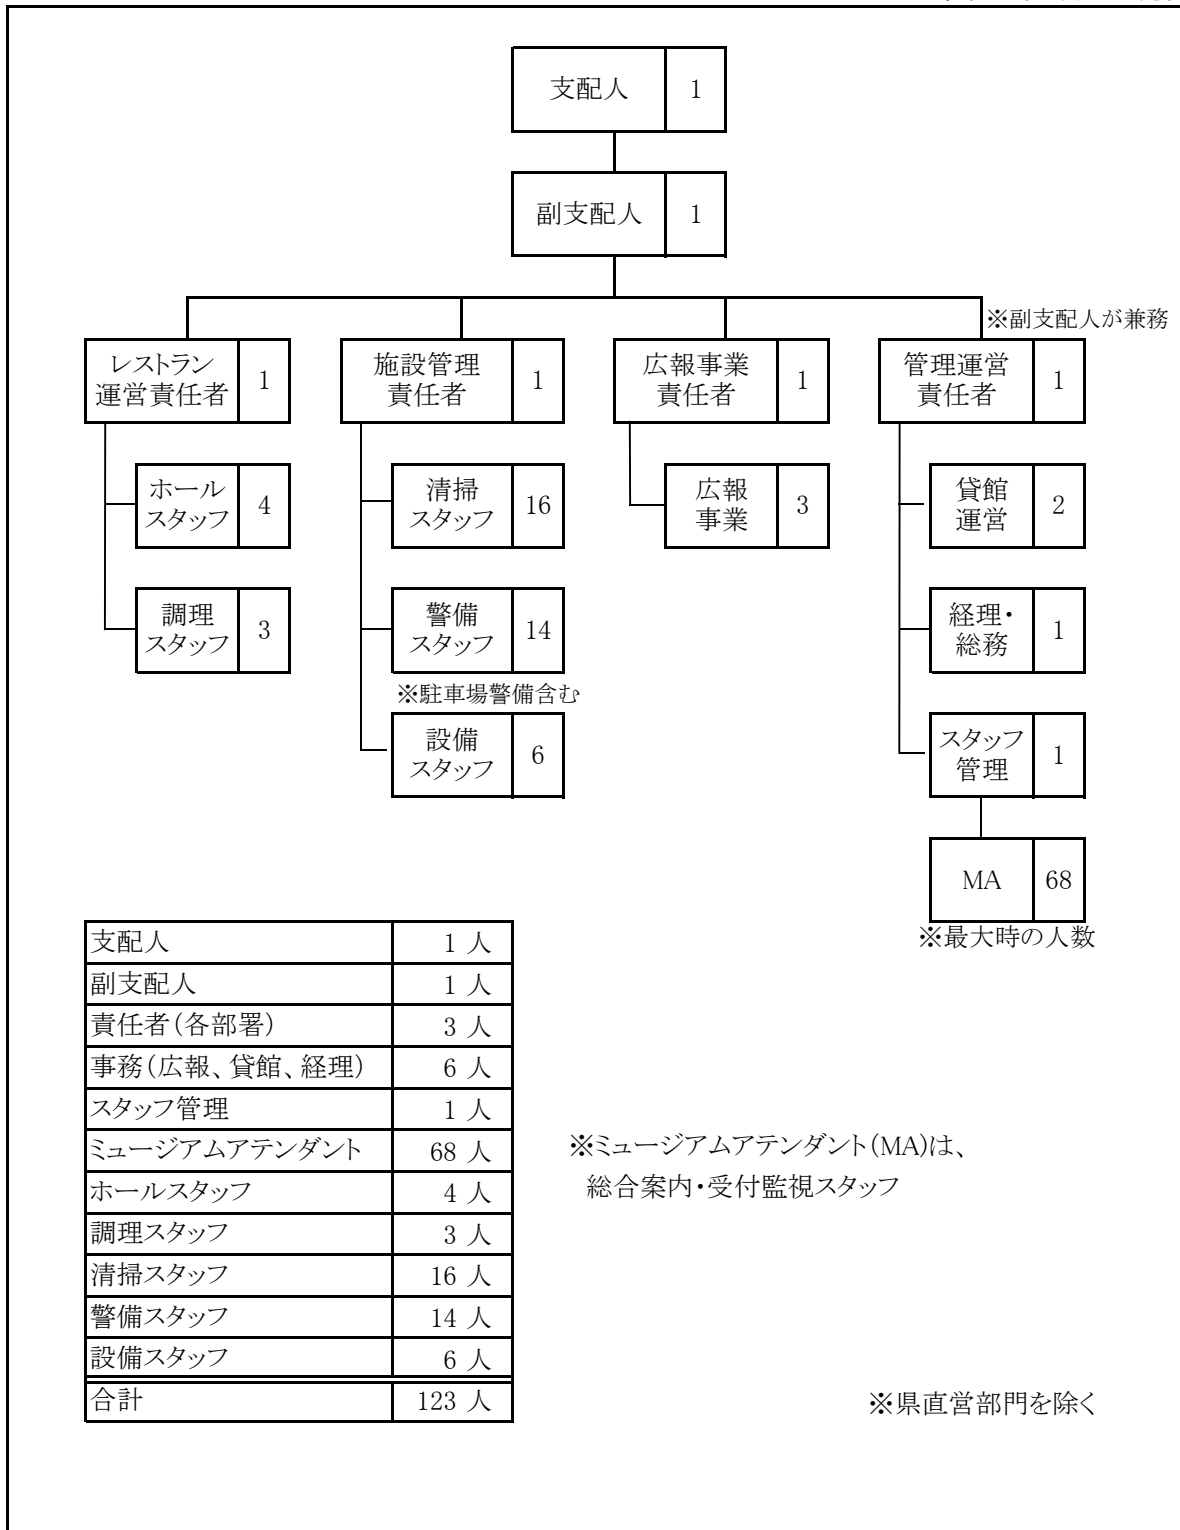 支配人 1
副支配人 1
※副支配人が兼務
レストラン
運営責任者 1
施設管理
責任者 1
広報事業
責任者 1
管理運営
責任者 1
ホール
スタッフ 4
清掃
スタッフ 16
広報
事業 3
貸館
運営 2
調理
スタッフ 3
警備
スタッフ 14
※駐車場警備含む
経理・
総務 1
設備
スタッフ 6
スタッフ
管理 1
MA 68
※最大時の人数
支配人 1 人
副支配人 1 人
責任者(各部署) 3 人
事務(広報、貸館、経理) 6 人
スタッフ管理 1 人
ミュージアムアテンダント 68 人
ホールスタッフ 4 人
調理スタッフ 3 人
清掃スタッフ 16 人
警備スタッフ 14 人
設備スタッフ 6 人
合計 123 人
※ミュージアムアテンダント(MA)は、
総合案内・受付監視スタッフ
※県直営部門を除く